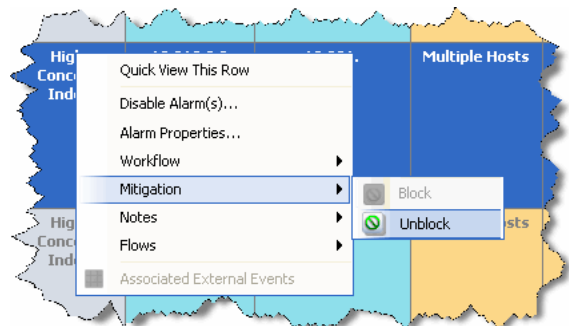 Multiple Hosts
Quick View This Row
Disable Alarm(s)...
Alarm Properties...
Workflow
Mitigation
Block
Unblock
Notes
Flows
Associated External Events